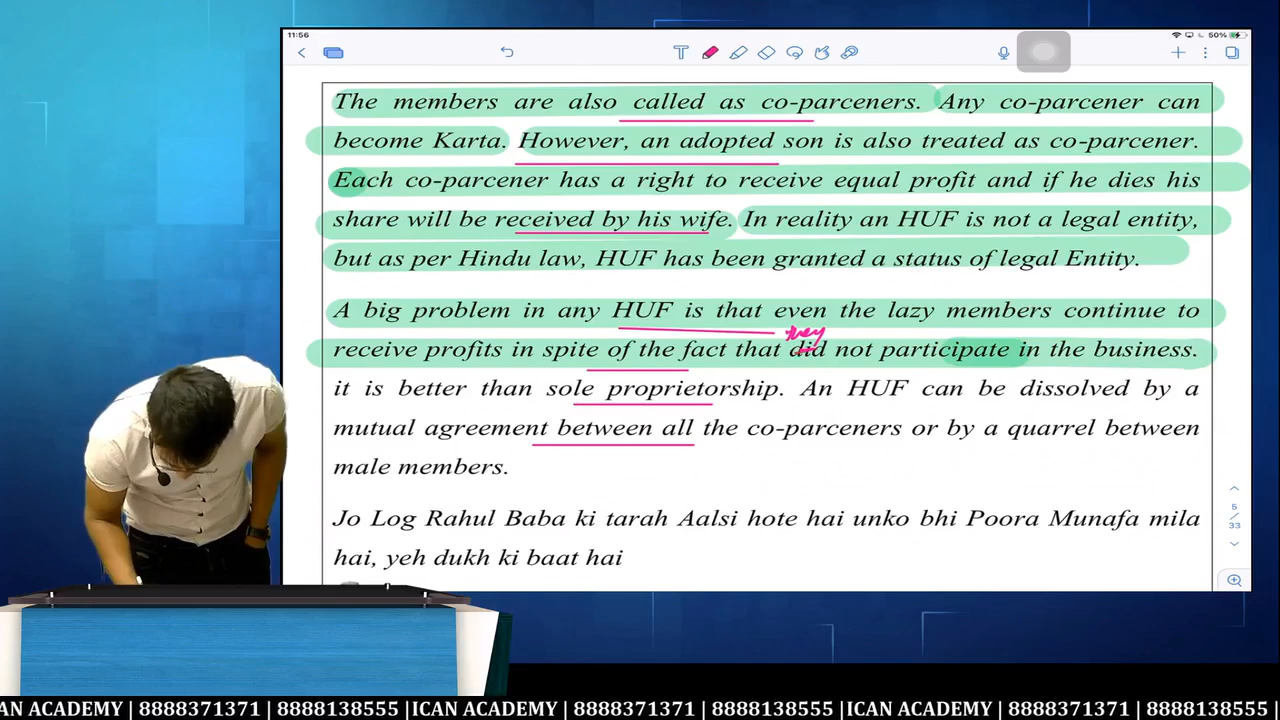 11:56
50%
The members are also called as co-parceners. Any co-parcener can
become Karta. However, an adopted son is also treated as co-parcener.
Each co-parcener has a right to receive equal profit and if he dies his
share will be received by his wife. In reality an HUF is not a legal entity,
but as per Hindu law, HUF has been granted a status of legal Entity.
A big problem in any HUF is that even the lazy members continue to
they
receive profits in spite of the fact that did not participate in the business.
it is better than sole proprietorship. An HUF can be dissolved by a
mutual agreement between all the co-parceners or by a quarrel between
male members.
Jo Log Rahul Baba ki tarah Aalsi hote hai unko bhi Poora Munafa mila
hai, yeh dukh ki baat hai
5
33
AN ACADEMY | 8888371371 | 8888138555 |ICAN ACADEMY | 8888371371 | 8888138555 |ICAN ACADEMY | 8888371371 | 8888138555 |